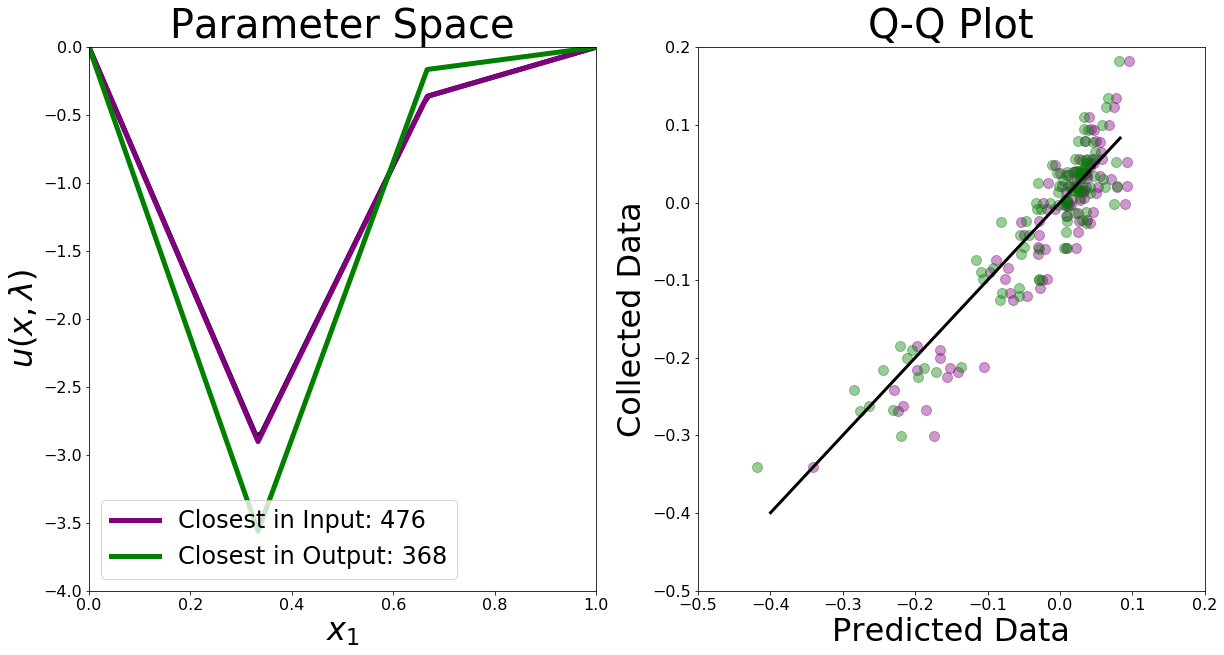 Parameter Space
0.0
−0.5
−1.0
−1.5
−2.0
−2.5
−3.0
−3.5
−4.0
u(x, λ)
Closest in Input: 476
Closest in Output: 368
0.0 0.2 0.4 0.6 0.8 1.0
x₁
Q-Q Plot
0.2
0.1
0.0
−0.1
−0.2
−0.3
−0.4
−0.5
Collected Data
−0.5 −0.4 −0.3 −0.2 −0.1 0.0 0.1 0.2
Predicted Data